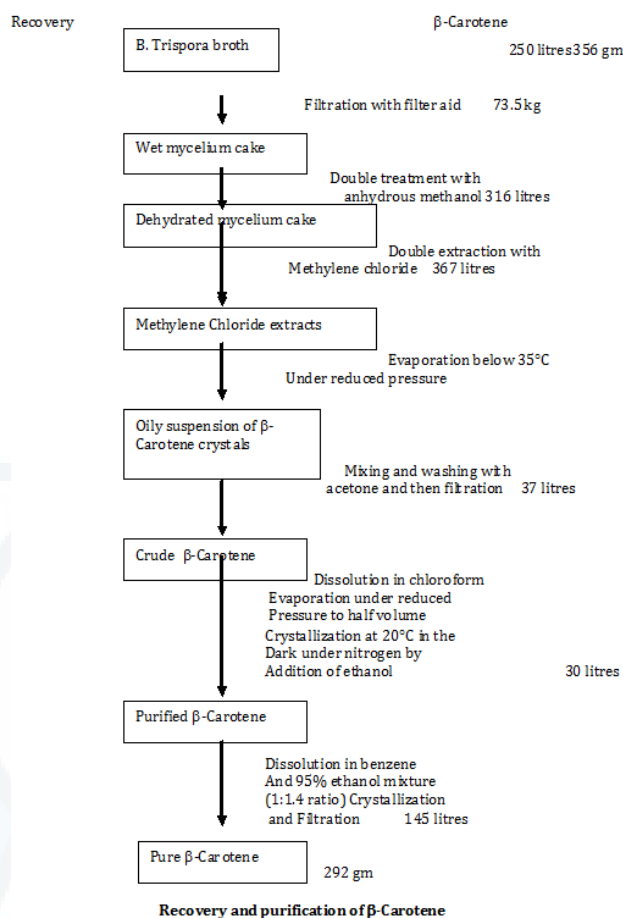 Recovery β-Carotene
B. Trispora broth 250 litres356 gm
Filtration with filter aid 73.5kg
Wet mycelium cake
Double treatment with
anhydrous methanol 316 litres
Dehydrated mycelium cake
Double extraction with
Methylene chloride 367 litres
Methylene Chloride extracts
Evaporation below 35°C
Under reduced pressure
Oily suspension of β-
Carotene crystals
Mixing and washing with
acetone and then filtration 37 litres
Crude β-Carotene
Dissolution in chloroform
Evaporation under reduced
Pressure to half volume
Crystallization at 20°C in the
Dark under nitrogen by
Addition of ethanol 30 litres
Purified β-Carotene
Dissolution in benzene
And 95% ethanol mixture
(1:1.4 ratio) Crystallization
and Filtration 145 litres
Pure β-Carotene
292 gm
Recovery and purification of β-Carotene